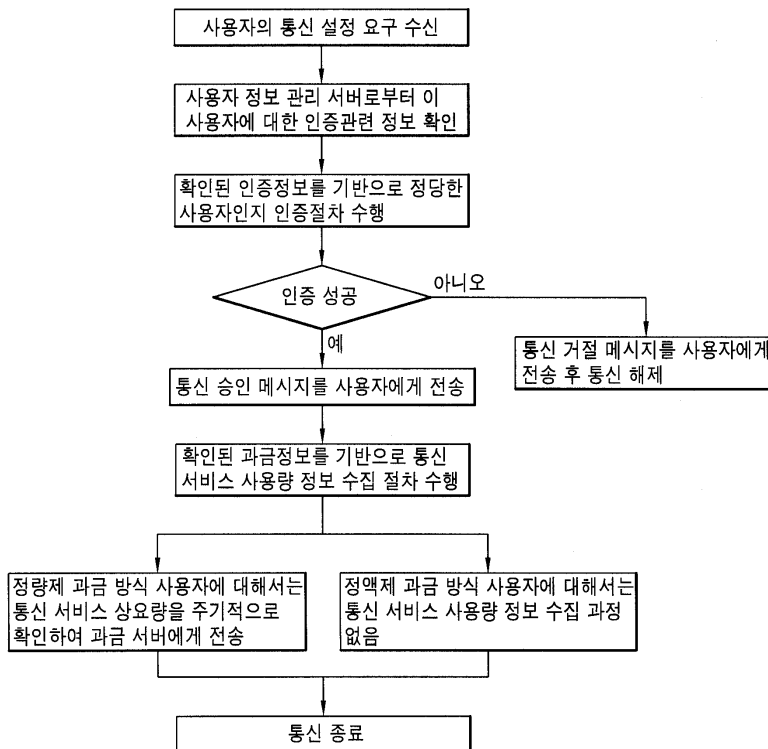 사용자의 통신 설정 요구 수신
사용자 정보 관리 서버로부터 이
사용자에 대한 인증관련 정보 확인
확인된 인증정보를 기반으로 정당한
사용자인지 인증절차 수행
인증 성공
아니오
예
통신 거절 메시지를 사용자에게
전송 후 통신 해제
통신 승인 메시지를 사용자에게 전송
확인된 과금정보를 기반으로 통신
서비스 사용량 정보 수집 절차 수행
정량제 과금 방식 사용자에 대해서는
통신 서비스 상요량을 주기적으로
확인하여 과금 서버에게 전송
정액제 과금 방식 사용자에 대해서는
통신 서비스 사용량 정보 수집 과정
없음
통신 종료